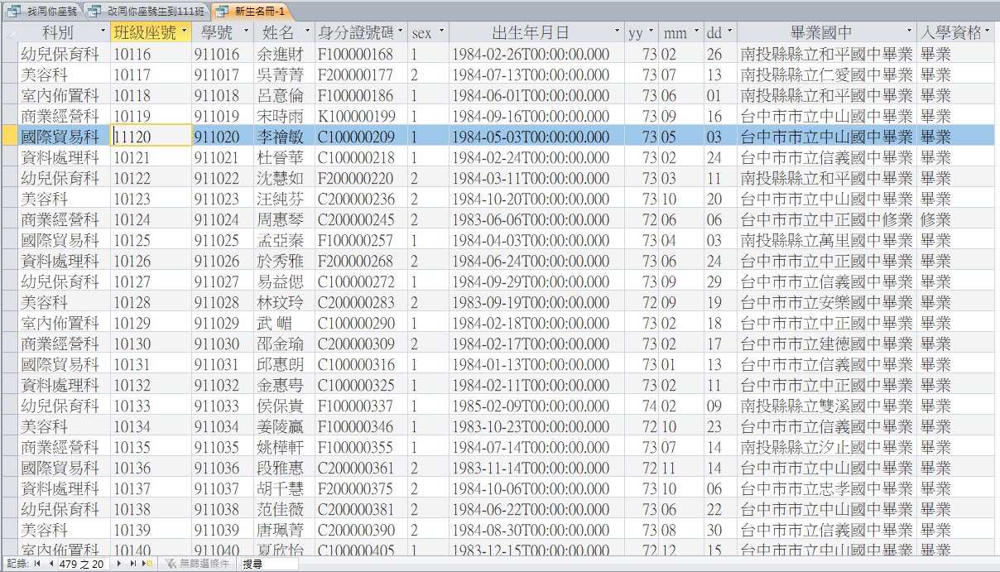 找同你座號 改同你座號生到111班 新生名冊-1
科別 班級座號 學號 姓名 身分證號碼 sex 出生年月日 yy mm dd 畢業國中 入學資格
幼兒保育科 10116 911016 余進財 F100000168 1 1984-02-26T00:00:00.000 73 02 26 南投縣縣立和平國中畢業 畢業
美容科 10117 911017 吳菁菁 F200000177 2 1984-07-13T00:00:00.000 73 07 13 南投縣縣立仁愛國中畢業 畢業
室內佈置科 10118 911018 呂意倫 F100000186 1 1984-06-01T00:00:00.000 73 06 01 南投縣縣立和平國中畢業 畢業
商業經營科 10119 911019 宋時雨 K100000199 1 1984-09-16T00:00:00.000 73 09 16 台中市市立中山國中畢業 畢業
國際貿易科 11120 911020 李禬敏 C100000209 1 1984-05-03T00:00:00.000 73 05 03 台中市市立中山國中畢業 畢業
資料處理科 10121 911021 杜晉華 C100000218 1 1984-02-24T00:00:00.000 73 02 24 台中市市立信義國中畢業 畢業
幼兒保育科 10122 911022 沈慧如 F200000220 2 1984-03-11T00:00:00.000 73 03 11 南投縣縣立和平國中畢業 畢業
美容科 10123 911023 汪純芬 C200000236 2 1984-10-20T00:00:00.000 73 10 20 台中市市立中山國中畢業 畢業
商業經營科 10124 911024 周惠琴 C200000245 2 1983-06-06T00:00:00.000 72 06 06 台中市市立中正國中修業 修業
國際貿易科 10125 911025 孟亞秦 F100000257 1 1984-04-03T00:00:00.000 73 04 03 南投縣縣立萬里國中畢業 畢業
資料處理科 10126 911026 於秀雅 F200000268 2 1984-06-24T00:00:00.000 73 06 24 台中市市立中正國中畢業 畢業
幼兒保育科 10127 911027 易益偲 C100000272 1 1984-09-29T00:00:00.000 73 09 29 台中市市立信義國中畢業 畢業
美容科 10128 911028 林玟玲 C200000283 2 1983-09-19T00:00:00.000 72 09 19 台中市市立安樂國中畢業 畢業
室內佈置科 10129 911029 武 帽 C100000290 1 1984-02-18T00:00:00.000 73 02 18 台中市市立中正國中畢業 畢業
商業經營科 10130 911030 邵金瑜 C200000309 2 1984-02-17T00:00:00.000 73 02 17 台中市市立建德國中畢業 畢業
國際貿易科 10131 911031 邱惠朗 C100000316 1 1984-01-13T00:00:00.000 73 01 13 台中市市立信義國中畢業 畢業
資料處理科 10132 911032 金惠甹 C100000325 1 1984-02-11T00:00:00.000 73 02 11 台中市市立中正國中畢業 畢業
幼兒保育科 10133 911033 侯保貴 F100000337 1 1985-02-09T00:00:00.000 74 02 09 南投縣縣立雙溪國中畢業 畢業
美容科 10134 911034 姜陵贏 F100000346 1 1983-10-23T00:00:00.000 72 10 23 台中市市立信義國中畢業 畢業
商業經營科 10135 911035 姚樺軒 F100000355 1 1984-07-14T00:00:00.000 73 07 14 南投縣縣立汐止國中畢業 畢業
國際貿易科 10136 911036 段雅惠 C200000361 2 1983-11-14T00:00:00.000 72 11 14 台中市市立中山國中畢業 畢業
資料處理科 10137 911037 胡千慧 F200000375 2 1984-10-06T00:00:00.000 73 10 06 台中市市立忠孝國中畢業 畢業
幼兒保育科 10138 911038 范佳薇 C200000381 2 1984-06-22T00:00:00.000 73 06 22 台中市市立中山國中畢業 畢業
美容科 10139 911039 唐珮菁 C200000390 2 1984-08-30T00:00:00.000 73 08 30 台中市市立信義國中畢業 畢業
室內佈置科 10140 911040 夏欣怡 C200000405 1 1983-12-15T00:00:00.000 72 12 15 台中市市立中山國中畢業 畢業
記錄: 479 之 20 無篩選條件 搜尋